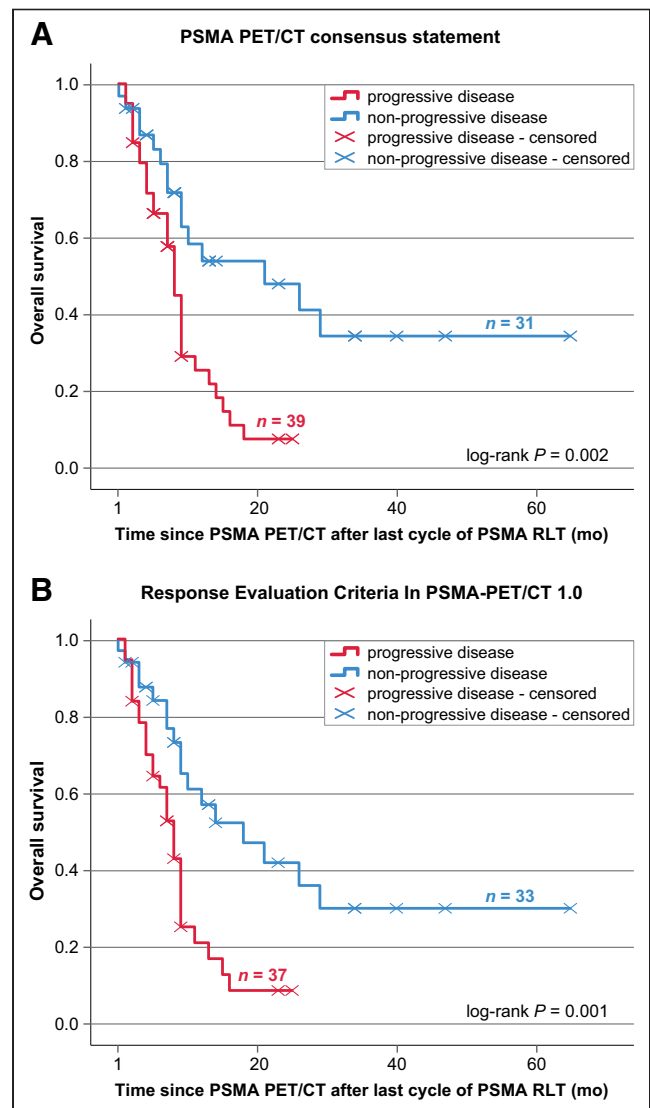 A
PSMA PET/CT consensus statement
1.0
0.8
0.6
0.4
0.2
0.0
Overall survival
progressive disease
non-progressive disease
progressive disease - censored
non-progressive disease - censored
n = 31
n = 39
log-rank P = 0.002
1
20
40
60
Time since PSMA PET/CT after last cycle of PSMA RLT (mo)
B
Response Evaluation Criteria In PSMA-PET/CT 1.0
1.0
0.8
0.6
0.4
0.2
0.0
Overall survival
progressive disease
non-progressive disease
progressive disease - censored
non-progressive disease - censored
n = 33
n = 37
log-rank P = 0.001
1
20
40
60
Time since PSMA PET/CT after last cycle of PSMA RLT (mo)